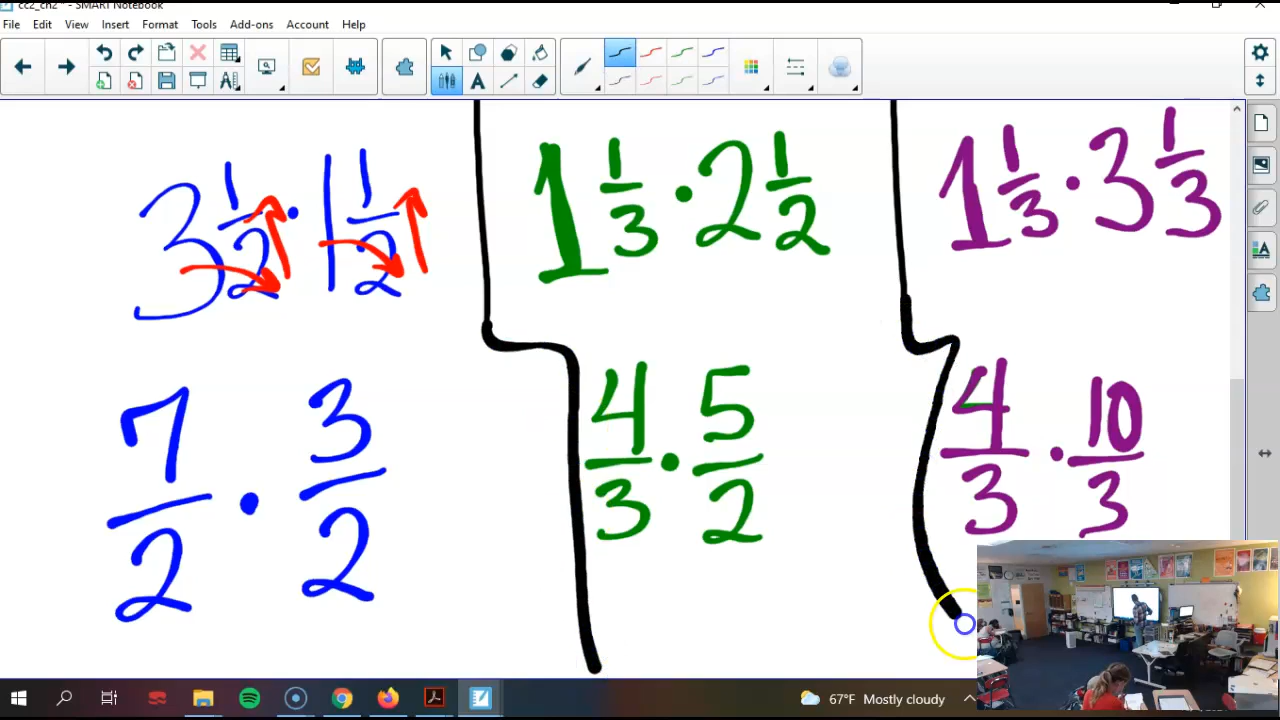 cc2_ch2 * - SMART Notebook
File Edit View Insert Format Tools Add-ons Account Help
3 1/2 · 1 1/2
1 1/3 · 2 1/2
1 1/3 · 3 1/3
7/2 · 3/2
4/3 · 5/2
4/3 · 10/3
67°F Mostly cloudy